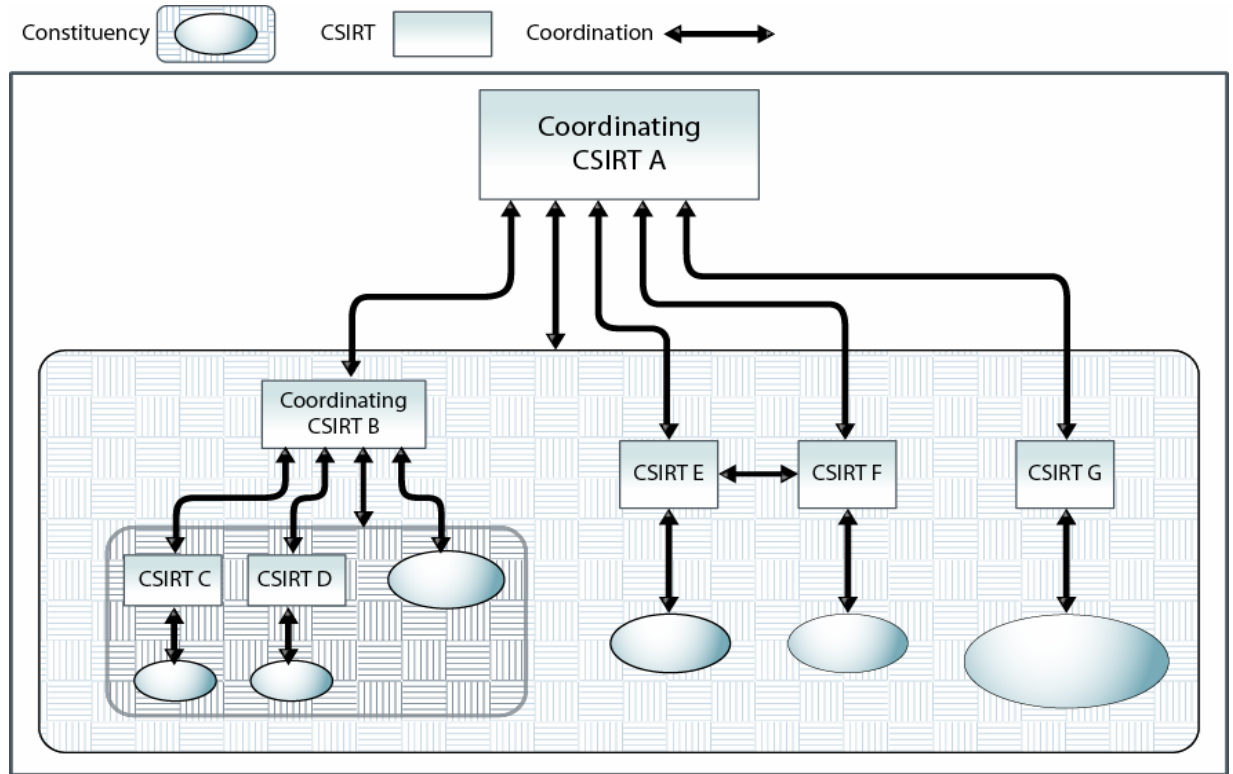 Constituency
CSIRT
Coordination
Coordinating
CSIRT A
Coordinating
CSIRT B
CSIRT E
CSIRT F
CSIRT G
CSIRT C
CSIRT D